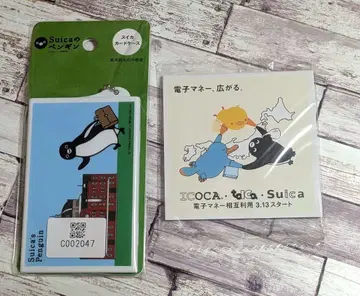 Suicaの
ペンギン
スイカ
カードケース
Suica's
Penguin
C002047
電子マネー、広がる。
ICOCA・TOICA・Suica
電子マネー相互利用 3.13スタート